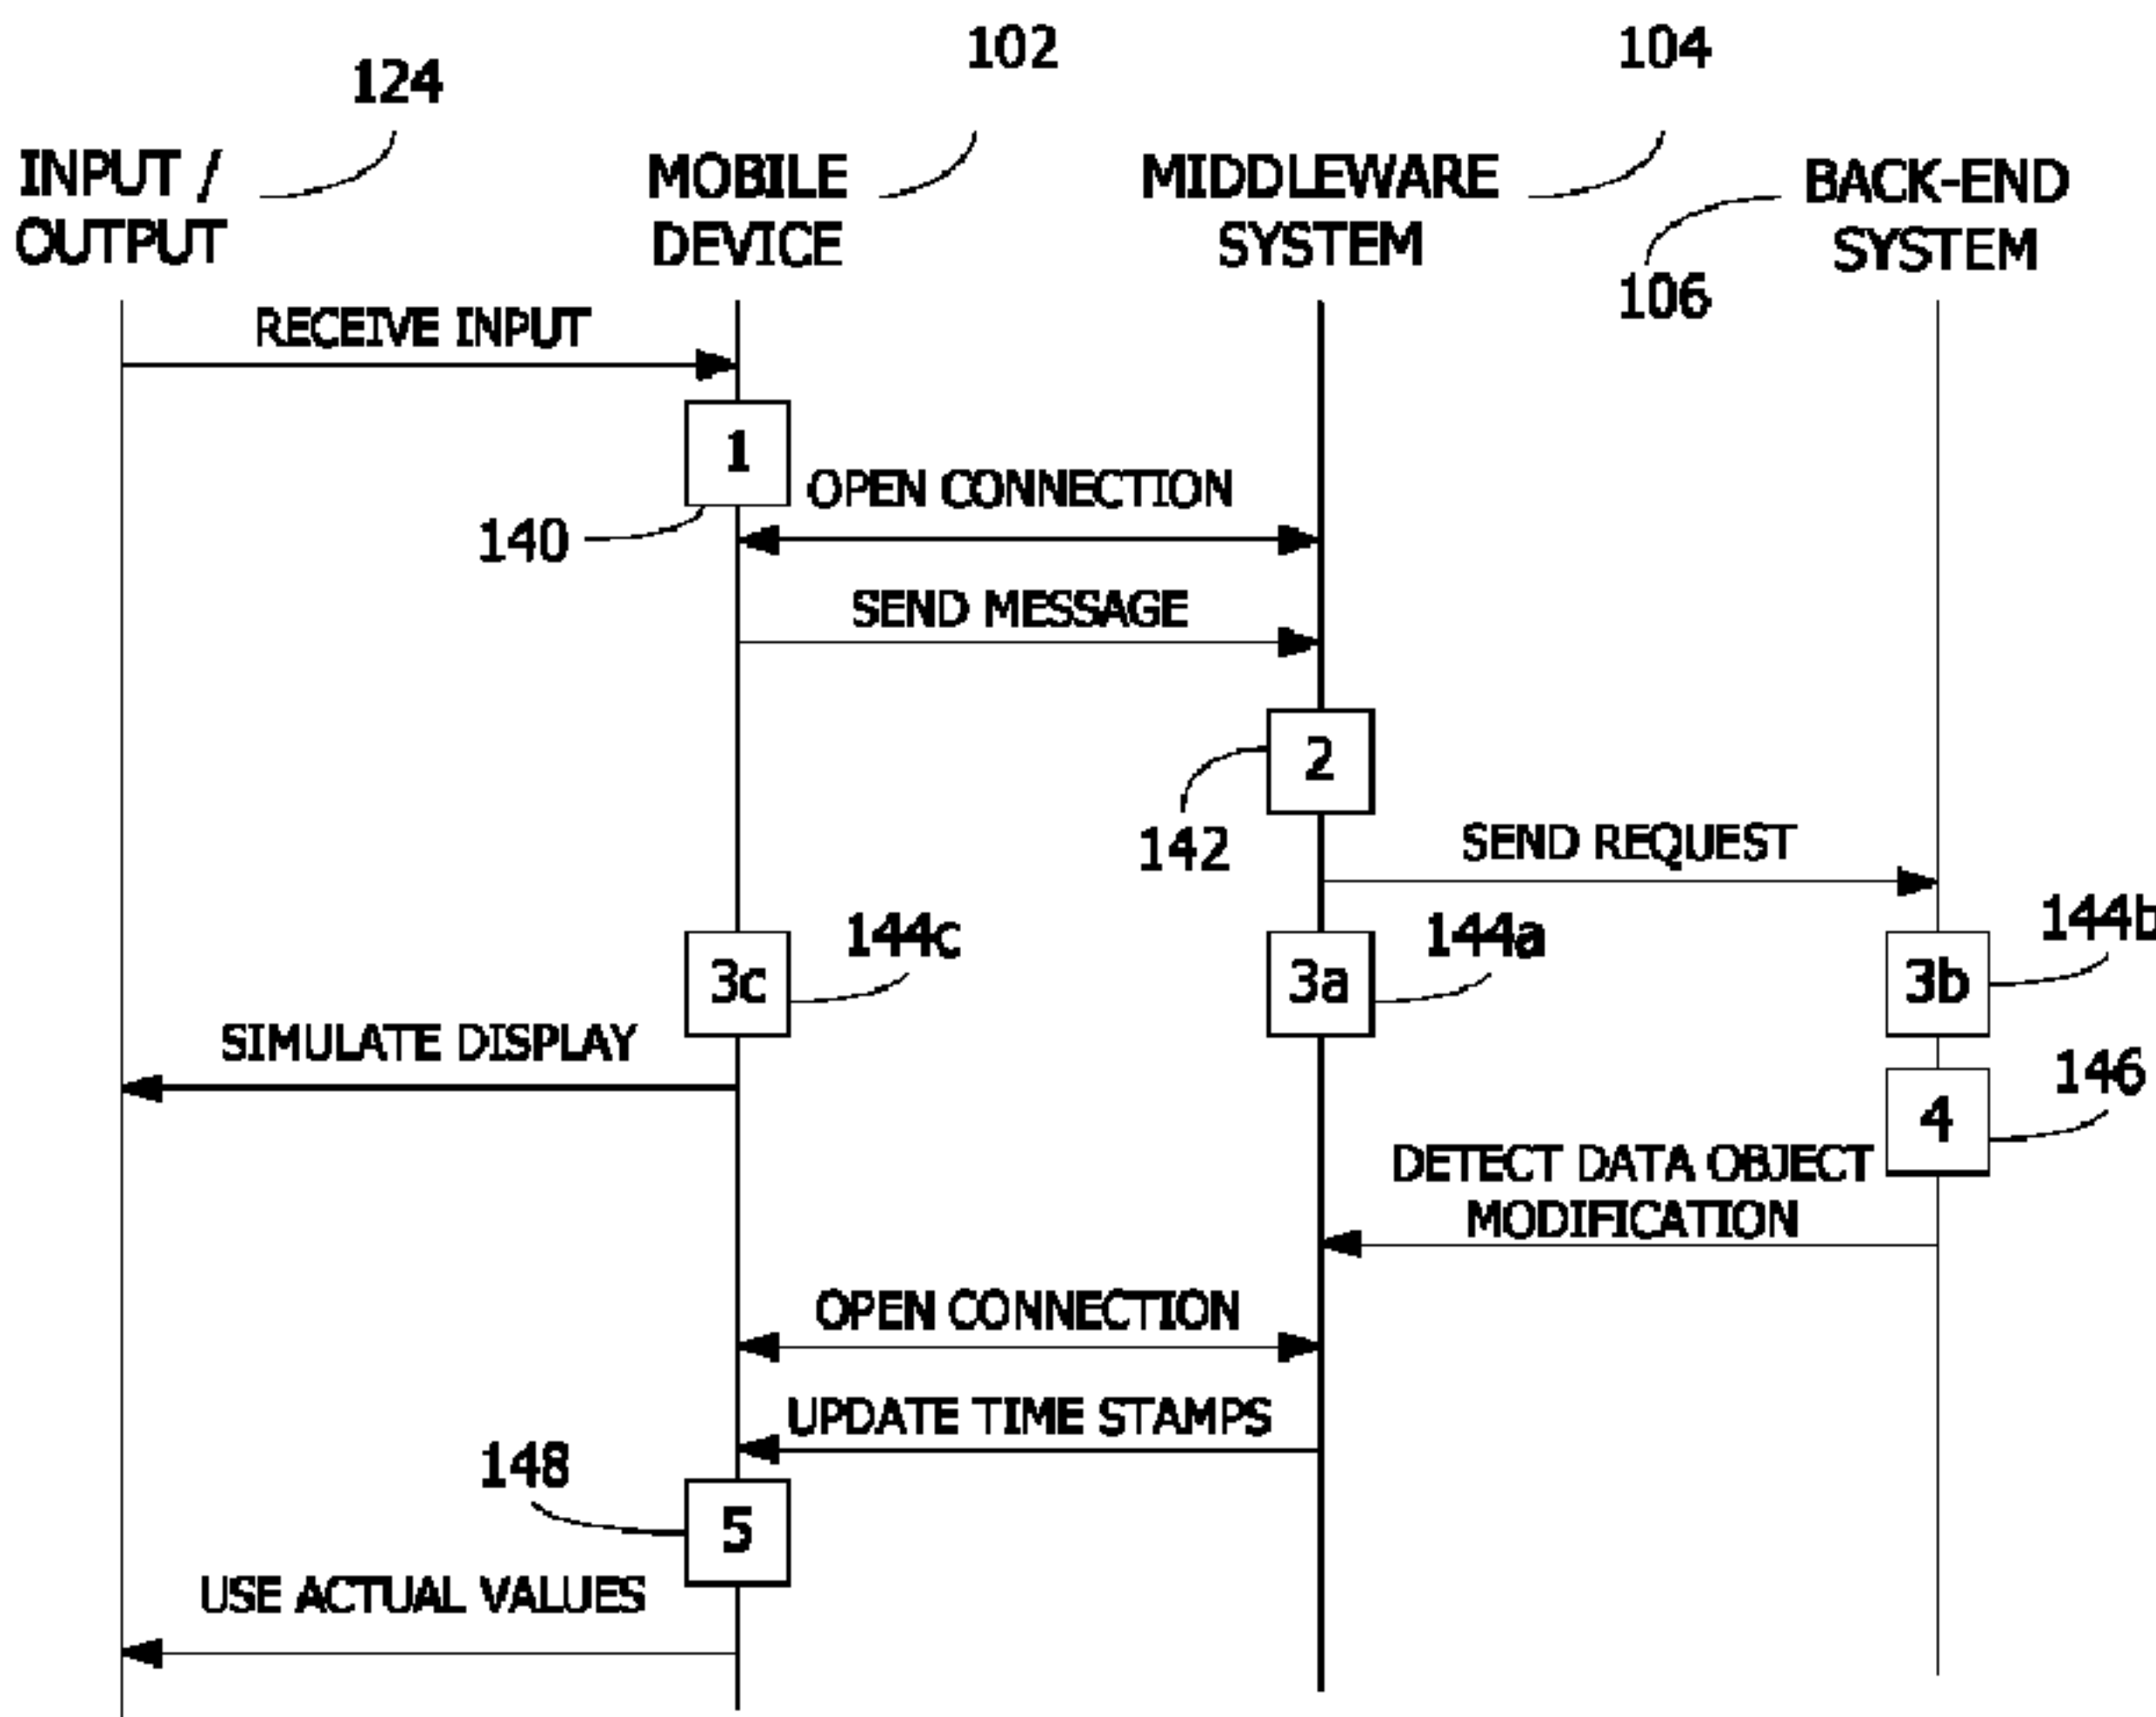 124
102
104
INPUT /
OUTPUT
MOBILE
DEVICE
MIDDLEWARE
SYSTEM
BACK-END
SYSTEM
106
RECEIVE INPUT
1
OPEN CONNECTION
140
SEND MESSAGE
2
142
SEND REQUEST
3c
144c
3a
144a
3b
144b
SIMULATE DISPLAY
4
146
DETECT DATA OBJECT
MODIFICATION
OPEN CONNECTION
UPDATE TIME STAMPS
148
5
USE ACTUAL VALUES